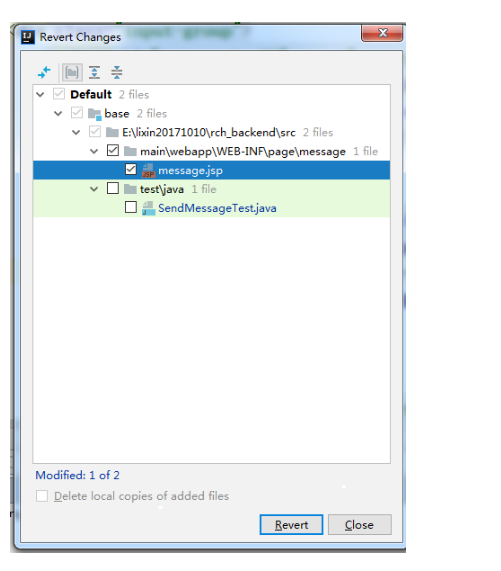 Revert Changes
Default 2 files
base 2 files
E:\lixin20171010\rch_backend\src 2 files
main\webapp\WEB-INF\page\message 1 file
message.jsp
test\java 1 file
SendMessageTest.java
Modified: 1 of 2
Delete local copies of added files
Revert Close